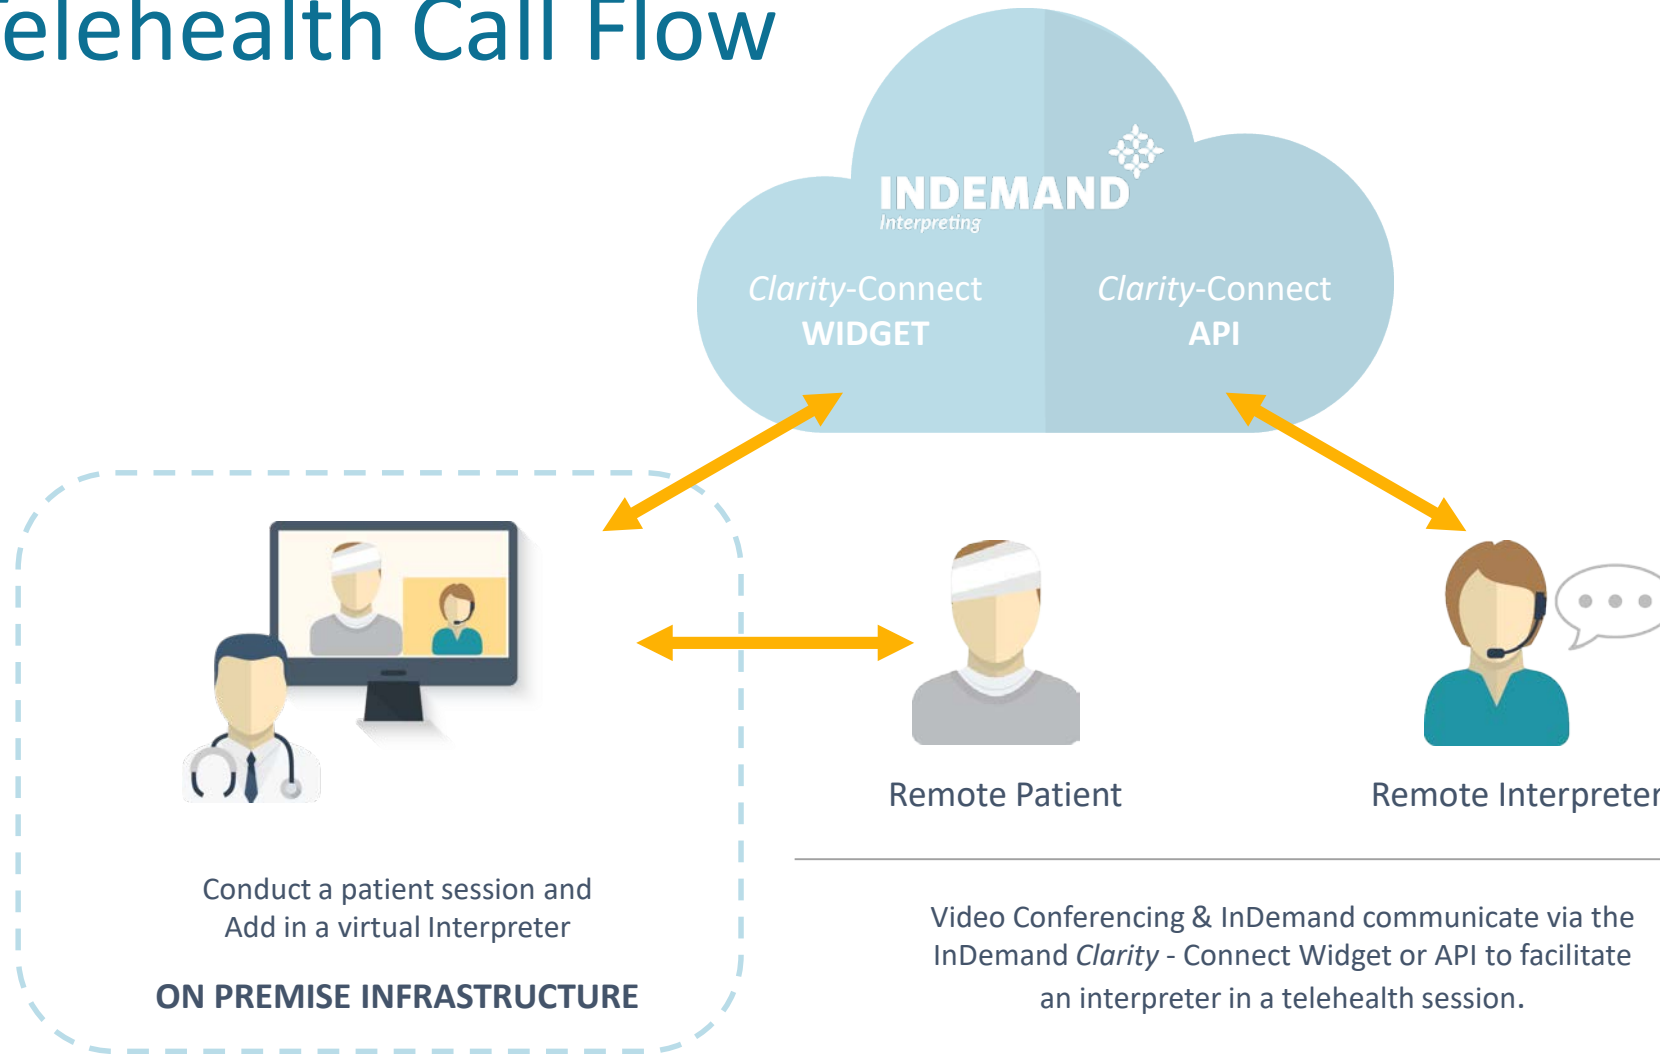 elehealth Call Flow
INDEMAND
Interpreting
Clarity-Connect
WIDGET
Clarity-Connect
API
Remote Patient
Remote Interpreter
Conduct a patient session and
Add in a virtual Interpreter
ON PREMISE INFRASTRUCTURE
Video Conferencing & InDemand communicate via the
InDemand Clarity - Connect Widget or API to facilitate
an interpreter in a telehealth session.